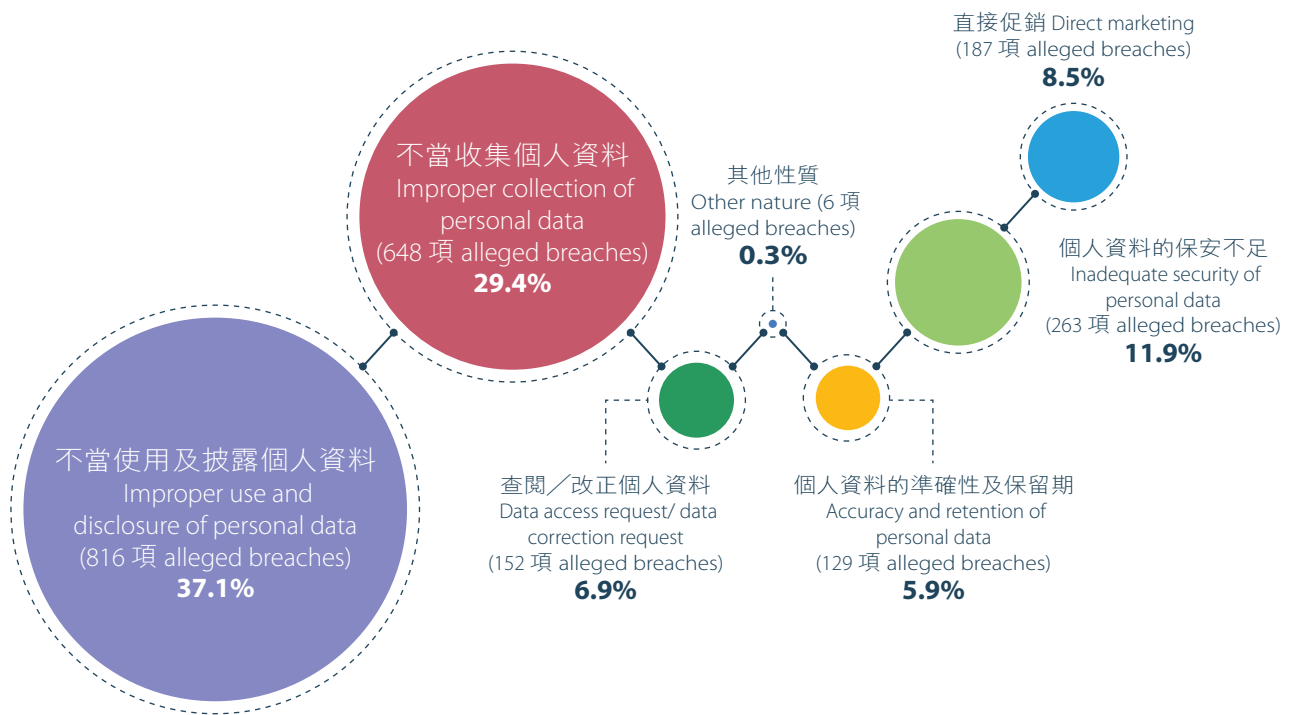 直接促銷 Direct marketing
(187 項 alleged breaches)
8.5%
不當收集個人資料
Improper collection of
personal data
(648 項 alleged breaches)
29.4%
其他性質
Other nature (6 項
alleged breaches)
0.3%
個人資料的保安不足
Inadequate security of
personal data
(263 項 alleged breaches)
11.9%
不當使用及披露個人資料
Improper use and
disclosure of personal data
(816 項 alleged breaches)
37.1%
查閱／改正個人資料
Data access request/ data
correction request
(152 項 alleged breaches)
6.9%
個人資料的準確性及保留期
Accuracy and retention of
personal data
(129 項 alleged breaches)
5.9%